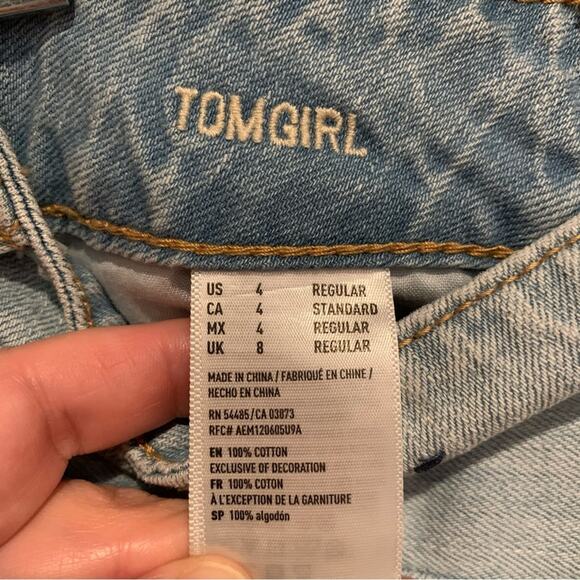 TOMGIRL
US 4 REGULAR
CA 4 STANDARD
MX 4 REGULAR
UK 8 REGULAR
MADE IN CHINA / FABRIQUÉ EN CHINE /
HECHO EN CHINA
RN 54485/CA 03873
RFC# AEM120605U9A
EN 100% COTTON
EXCLUSIVE OF DECORATION
FR 100% COTON
À L'EXCEPTION DE LA GARNITURE
SP 100% algodón